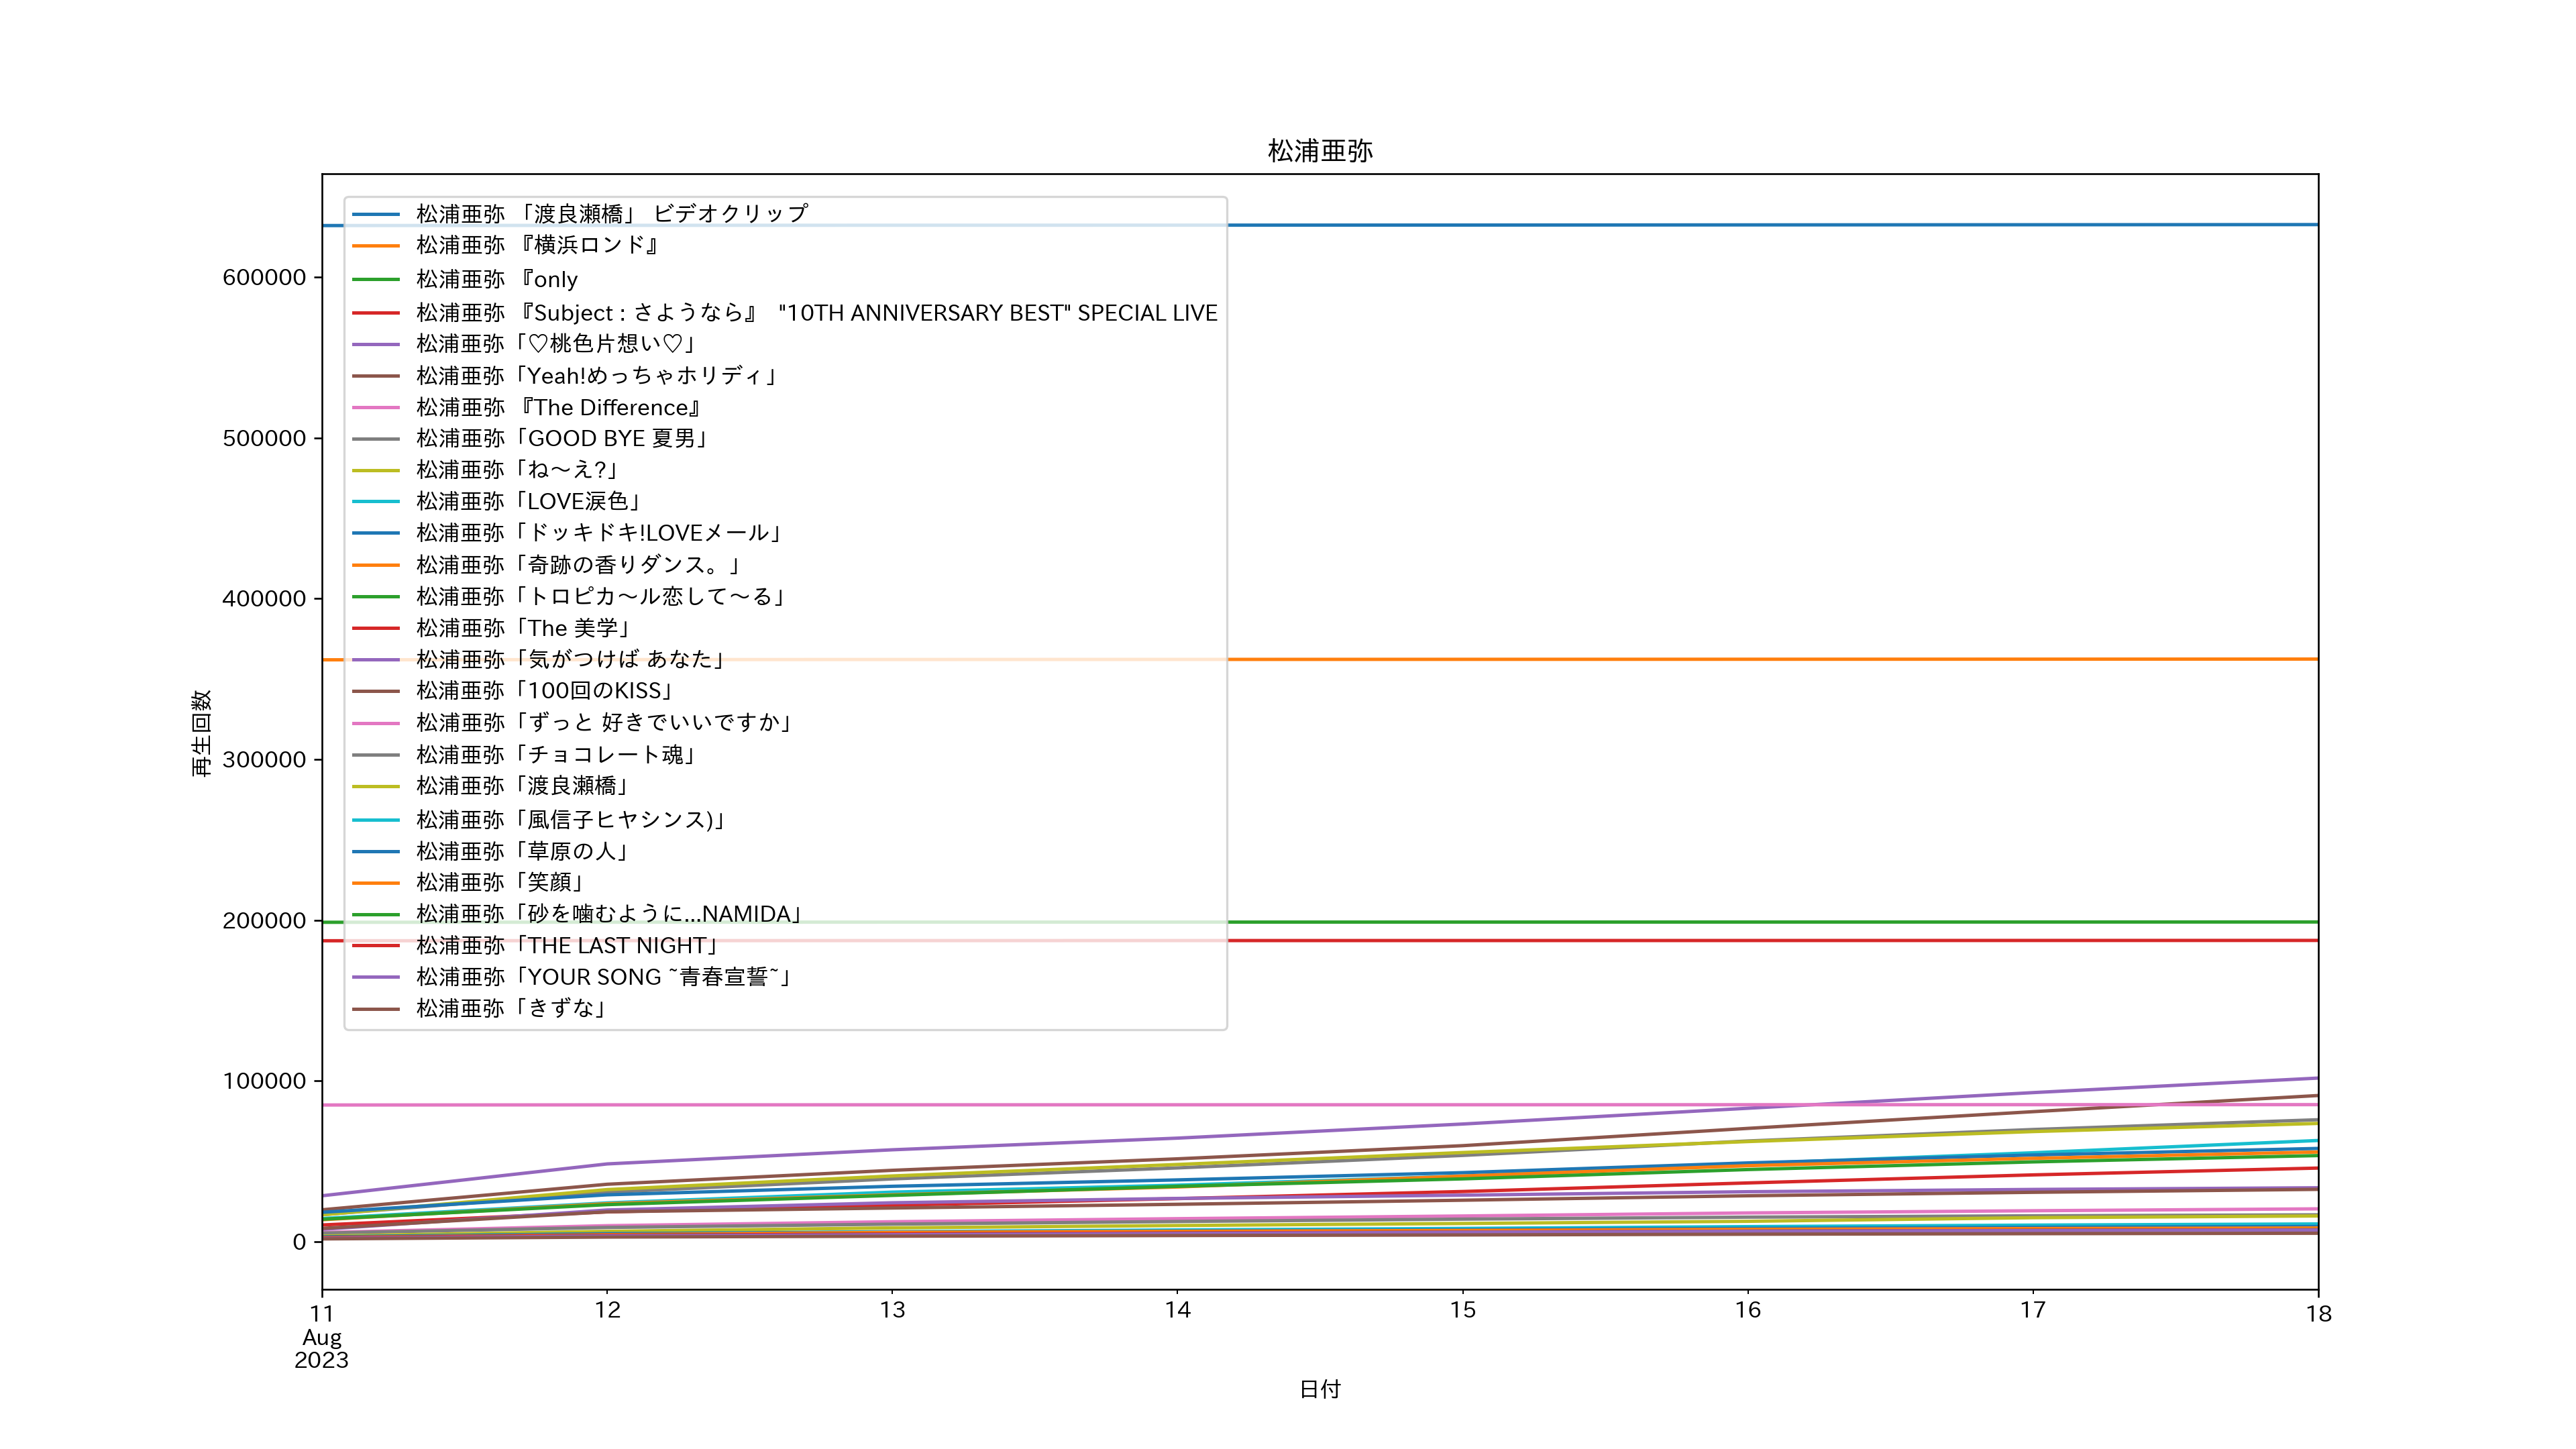 松浦亜弥
松浦亜弥 「渡良瀬橋」 ビデオクリップ
松浦亜弥 『横浜ロンド』
松浦亜弥 『only
松浦亜弥 『Subject : さようなら』 "10TH ANNIVERSARY BEST" SPECIAL LIVE
松浦亜弥「♡桃色片想い♡」
松浦亜弥「Yeah!めっちゃホリディ」
松浦亜弥 『The Difference』
松浦亜弥「GOOD BYE 夏男」
松浦亜弥「ね〜え?」
松浦亜弥「LOVE涙色」
松浦亜弥「ドッキドキ!LOVEメール」
松浦亜弥「奇跡の香りダンス。」
松浦亜弥「トロピカ〜ル恋して〜る」
松浦亜弥「The 美学」
松浦亜弥「気がつけば あなた」
松浦亜弥「100回のKISS」
松浦亜弥「ずっと 好きでいいですか」
松浦亜弥「チョコレート魂」
松浦亜弥「渡良瀬橋」
松浦亜弥「風信子ヒヤシンス)」
松浦亜弥「草原の人」
松浦亜弥「笑顔」
松浦亜弥「砂を噛むように…NAMIDA」
松浦亜弥「THE LAST NIGHT」
松浦亜弥「YOUR SONG ~青春宣誓~」
松浦亜弥「きずな」
再生回数
600000
500000
400000
300000
200000
100000
0
11 12 13 14 15 16 17 18
Aug
2023
日付